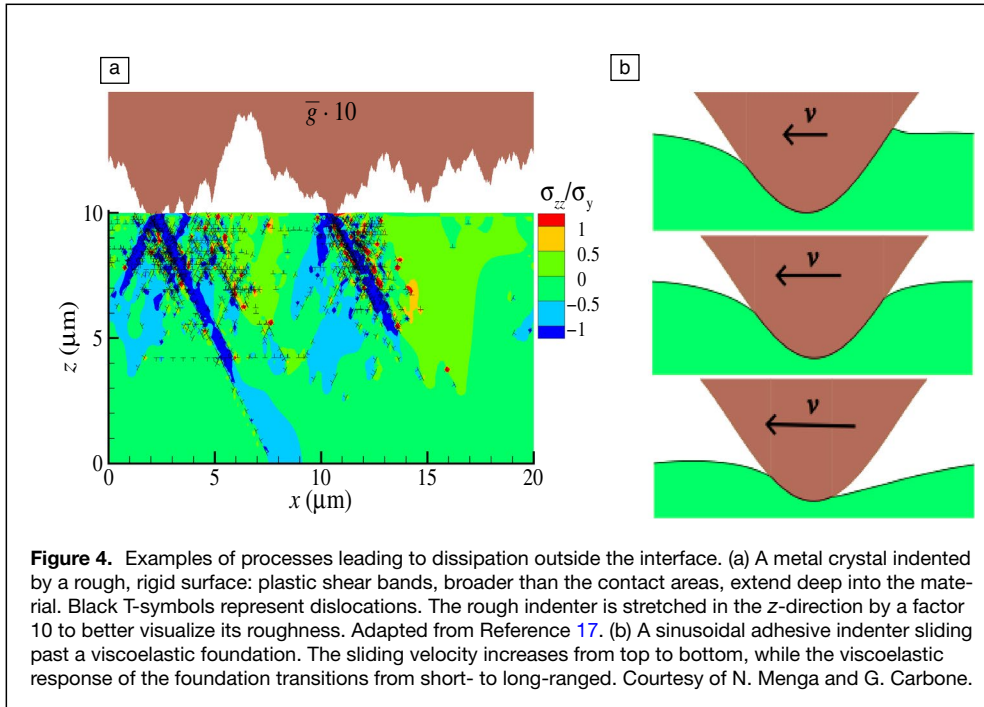 a
b
g̅ · 10
v
σzz/σy
10
1
0.5
0
−0.5
−1
5
z (μm)
0
0 5 10 15 20
x (μm)
v
v
Figure 4. Examples of processes leading to dissipation outside the interface. (a) A metal crystal indented
by a rough, rigid surface: plastic shear bands, broader than the contact areas, extend deep into the mate-
rial. Black T-symbols represent dislocations. The rough indenter is stretched in the z-direction by a factor
10 to better visualize its roughness. Adapted from Reference 17. (b) A sinusoidal adhesive indenter sliding
past a viscoelastic foundation. The sliding velocity increases from top to bottom, while the viscoelastic
response of the foundation transitions from short- to long-ranged. Courtesy of N. Menga and G. Carbone.